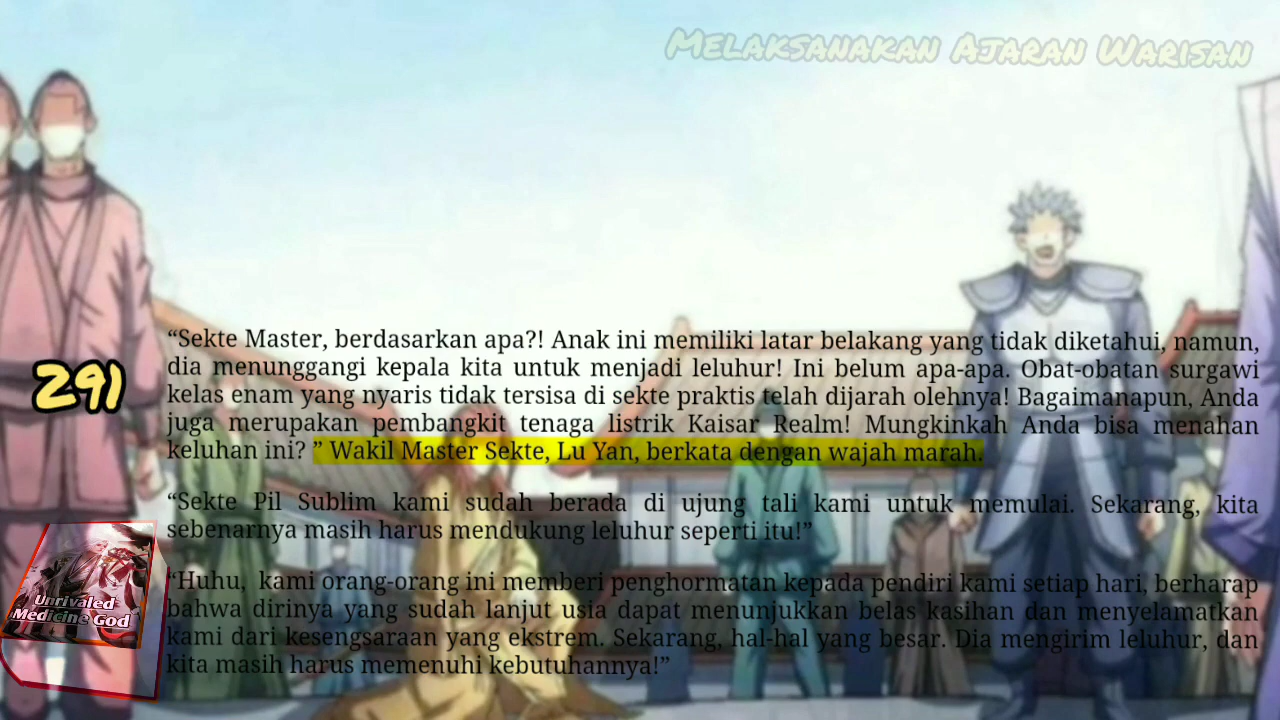 Melaksanakan Ajaran Warisan
“Sekte Master, berdasarkan apa?! Anak ini memiliki latar belakang yang tidak diketahui, namun,
dia menunggangi kepala kita untuk menjadi leluhur! Ini belum apa-apa. Obat-obatan surgawi
kelas enam yang nyaris tidak tersisa di sekte praktis telah dijarah olehnya! Bagaimanapun, Anda
juga merupakan pembangkit tenaga listrik Kaisar Realm! Mungkinkah Anda bisa menahan
keluhan ini? ” Wakil Master Sekte, Lu Yan, berkata dengan wajah marah.
291
“Sekte Pil Sublim kami sudah berada di ujung tali kami untuk memulai. Sekarang, kita
sebenarnya masih harus mendukung leluhur seperti itu!”
“Huhu, kami orang-orang ini memberi penghormatan kepada pendiri kami setiap hari, berharap
bahwa dirinya yang sudah lanjut usia dapat menunjukkan belas kasihan dan menyelamatkan
kami dari kesengsaraan yang ekstrem. Sekarang, hal-hal yang besar. Dia mengirim leluhur, dan
kita masih harus memenuhi kebutuhannya!”
Unrivaled
Medicine God